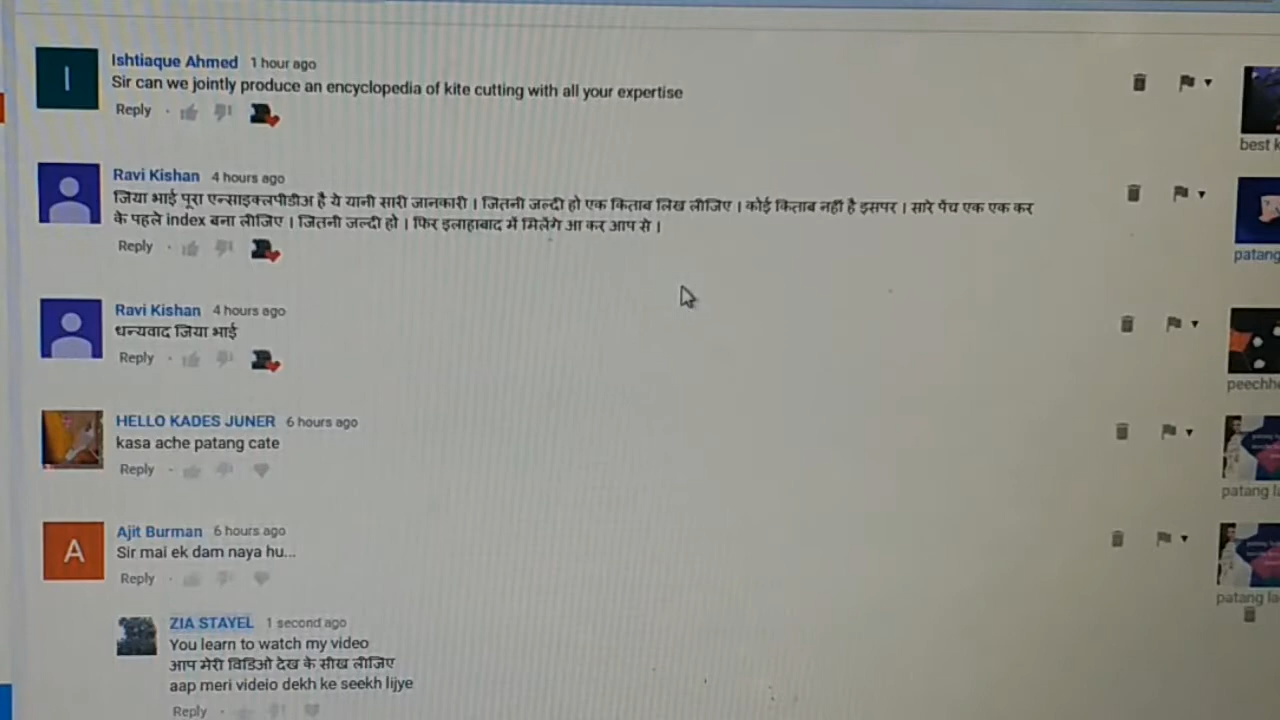 Ishtiaque Ahmed 1 hour ago
Sir can we jointly produce an encyclopedia of kite cutting with all your expertise
Reply
best k
Ravi Kishan 4 hours ago
जिया भाई पूरा एन्साइक्लपीडीअ है ये यानी सारी जानकारी । जितनी जल्दी हो एक किताब लिख लीजिए । कोई किताब नहीं है इसपर । सारे पेंच एक एक कर
के पहले index बना लीजिए । जितनी जल्दी हो । फिर इलाहाबाद में मिलेंगे आ कर आप से ।
Reply
patang
Ravi Kishan 4 hours ago
धन्यवाद जिया भाई
Reply
peechh
HELLO KADES JUNER 6 hours ago
kasa ache patang cate
Reply
patang l
Ajit Burman 6 hours ago
Sir mai ek dam naya hu...
Reply
patang la
ZIA STAYEL 1 second ago
You learn to watch my video
आप मेरी विडिओ देख के सीख लीजिए
aap meri videio dekh ke seekh lijye
Reply
I
A